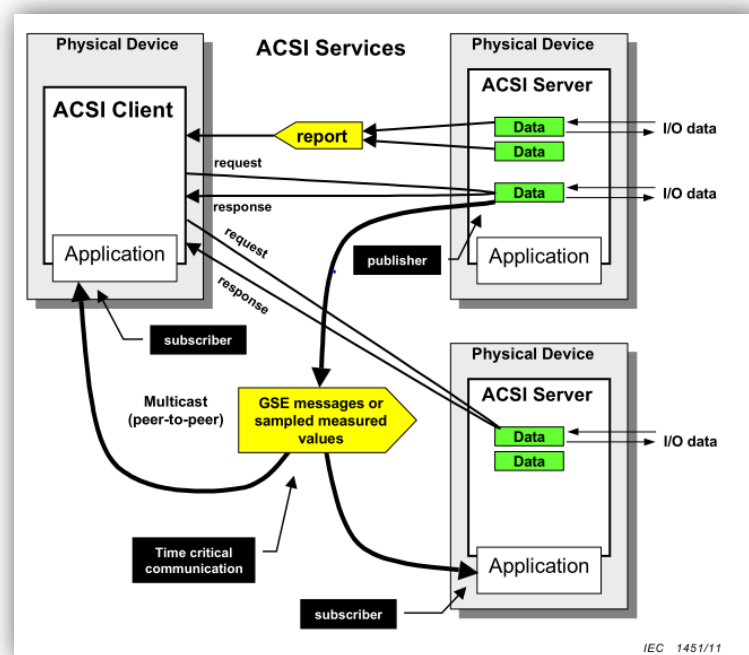 Physical Device
ACSI Services
Physical Device
ACSI Client
ACSI Server
report
Data
I/O data
Data
request
Data
I/O data
response
Application
request
publisher
Application
response
subscriber
Physical Device
Multicast
(peer-to-peer)
GSE messages or
sampled measured
values
ACSI Server
Data
I/O data
Data
Time critical
communication
Application
subscriber
IEC 1451/11